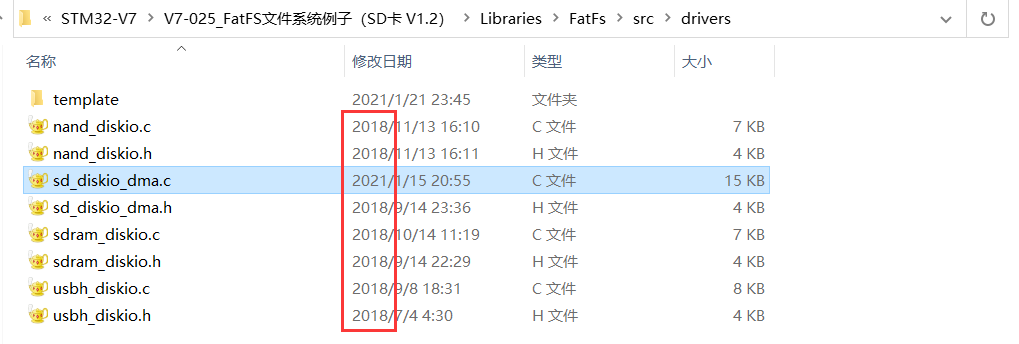 « STM32-V7 > V7-025_FatFS文件系统例子（SD卡 V1.2） > Libraries > FatFs > src > drivers
名称 修改日期 类型 大小
template 2021/1/21 23:45 文件夹
nand_diskio.c 2018/11/13 16:10 C 文件 7 KB
nand_diskio.h 2018/11/13 16:11 H 文件 4 KB
sd_diskio_dma.c 2021/1/15 20:55 C 文件 15 KB
sd_diskio_dma.h 2018/9/14 23:36 H 文件 4 KB
sdram_diskio.c 2018/10/14 11:19 C 文件 7 KB
sdram_diskio.h 2018/9/14 22:29 H 文件 4 KB
usbh_diskio.c 2018/9/8 18:31 C 文件 8 KB
usbh_diskio.h 2018/7/4 4:30 H 文件 4 KB